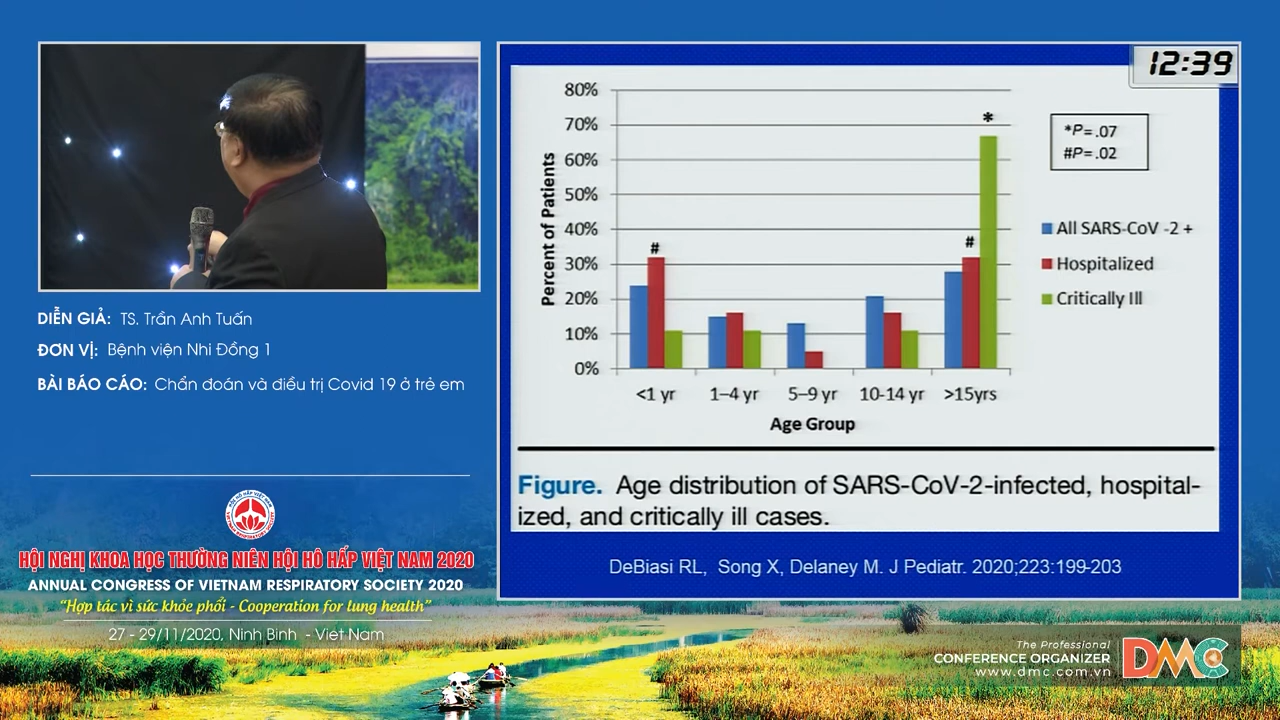 12:39
80%
70%
60%
50%
40%
30%
20%
10%
0%
Percent of Patients
*
#
#
*P=.07
#P=.02
All SARS-CoV -2 +
Hospitalized
Critically Ill
<1 yr
1–4 yr
5–9 yr
10-14 yr
>15yrs
Age Group
Figure. Age distribution of SARS-CoV-2-infected, hospital-
ized, and critically ill cases.
DeBiasi RL, Song X, Delaney M. J Pediatr. 2020;223:199-203
DIỄN GIẢ: TS. Trần Anh Tuấn
ĐƠN VỊ: Bệnh viện Nhi Đồng 1
BÀI BÁO CÁO: Chẩn đoán và điều trị Covid 19 ở trẻ em
HỘI NGHỊ KHOA HỌC THƯỜNG NIÊN HỘI HÔ HẤP VIỆT NAM 2020
ANNUAL CONGRESS OF VIETNAM RESPIRATORY SOCIETY 2020
“Hợp tác vì sức khỏe phổi - Cooperation for lung health”
27 - 29/11/2020, Ninh Bình - Việt Nam
The Professional
CONFERENCE ORGANIZER
www.dmc.com.vn
DMC